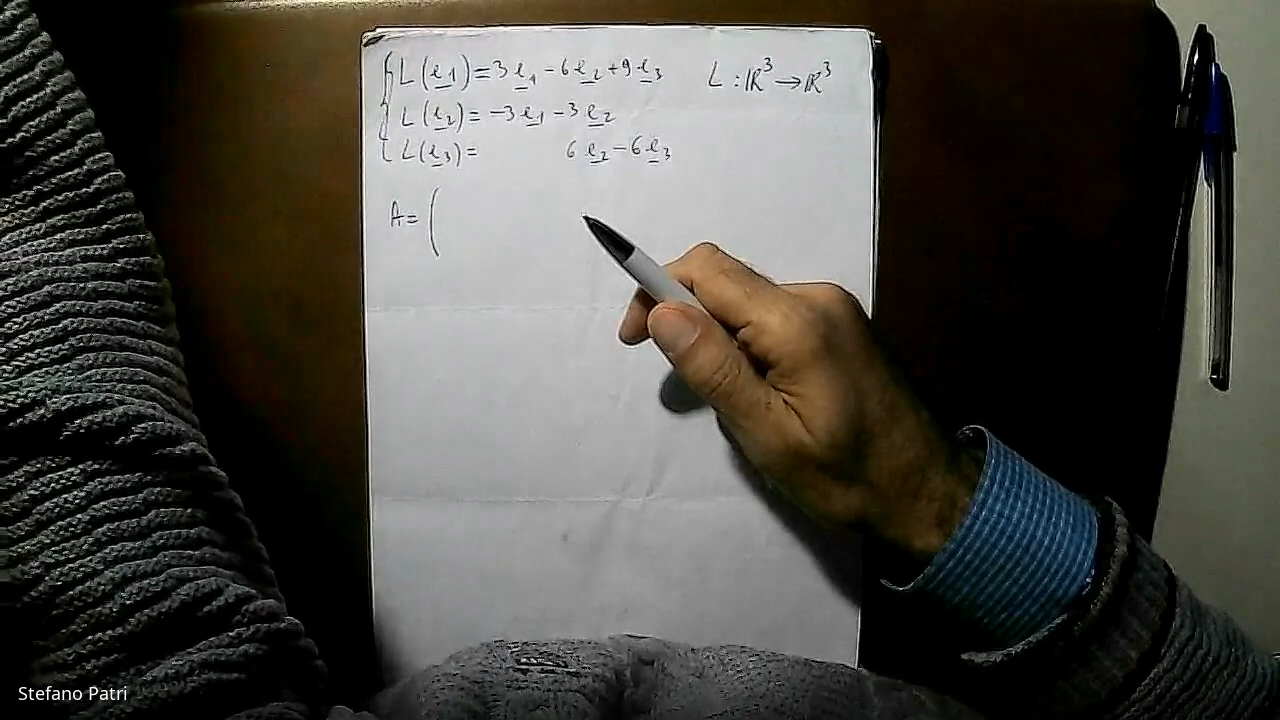 L(e1)=3e1-6e2+9e3 L:ℝ³→ℝ³
L(e2)=-3e1-3e2
L(e3)= 6e2-6e3
A=(
Stefano Patri